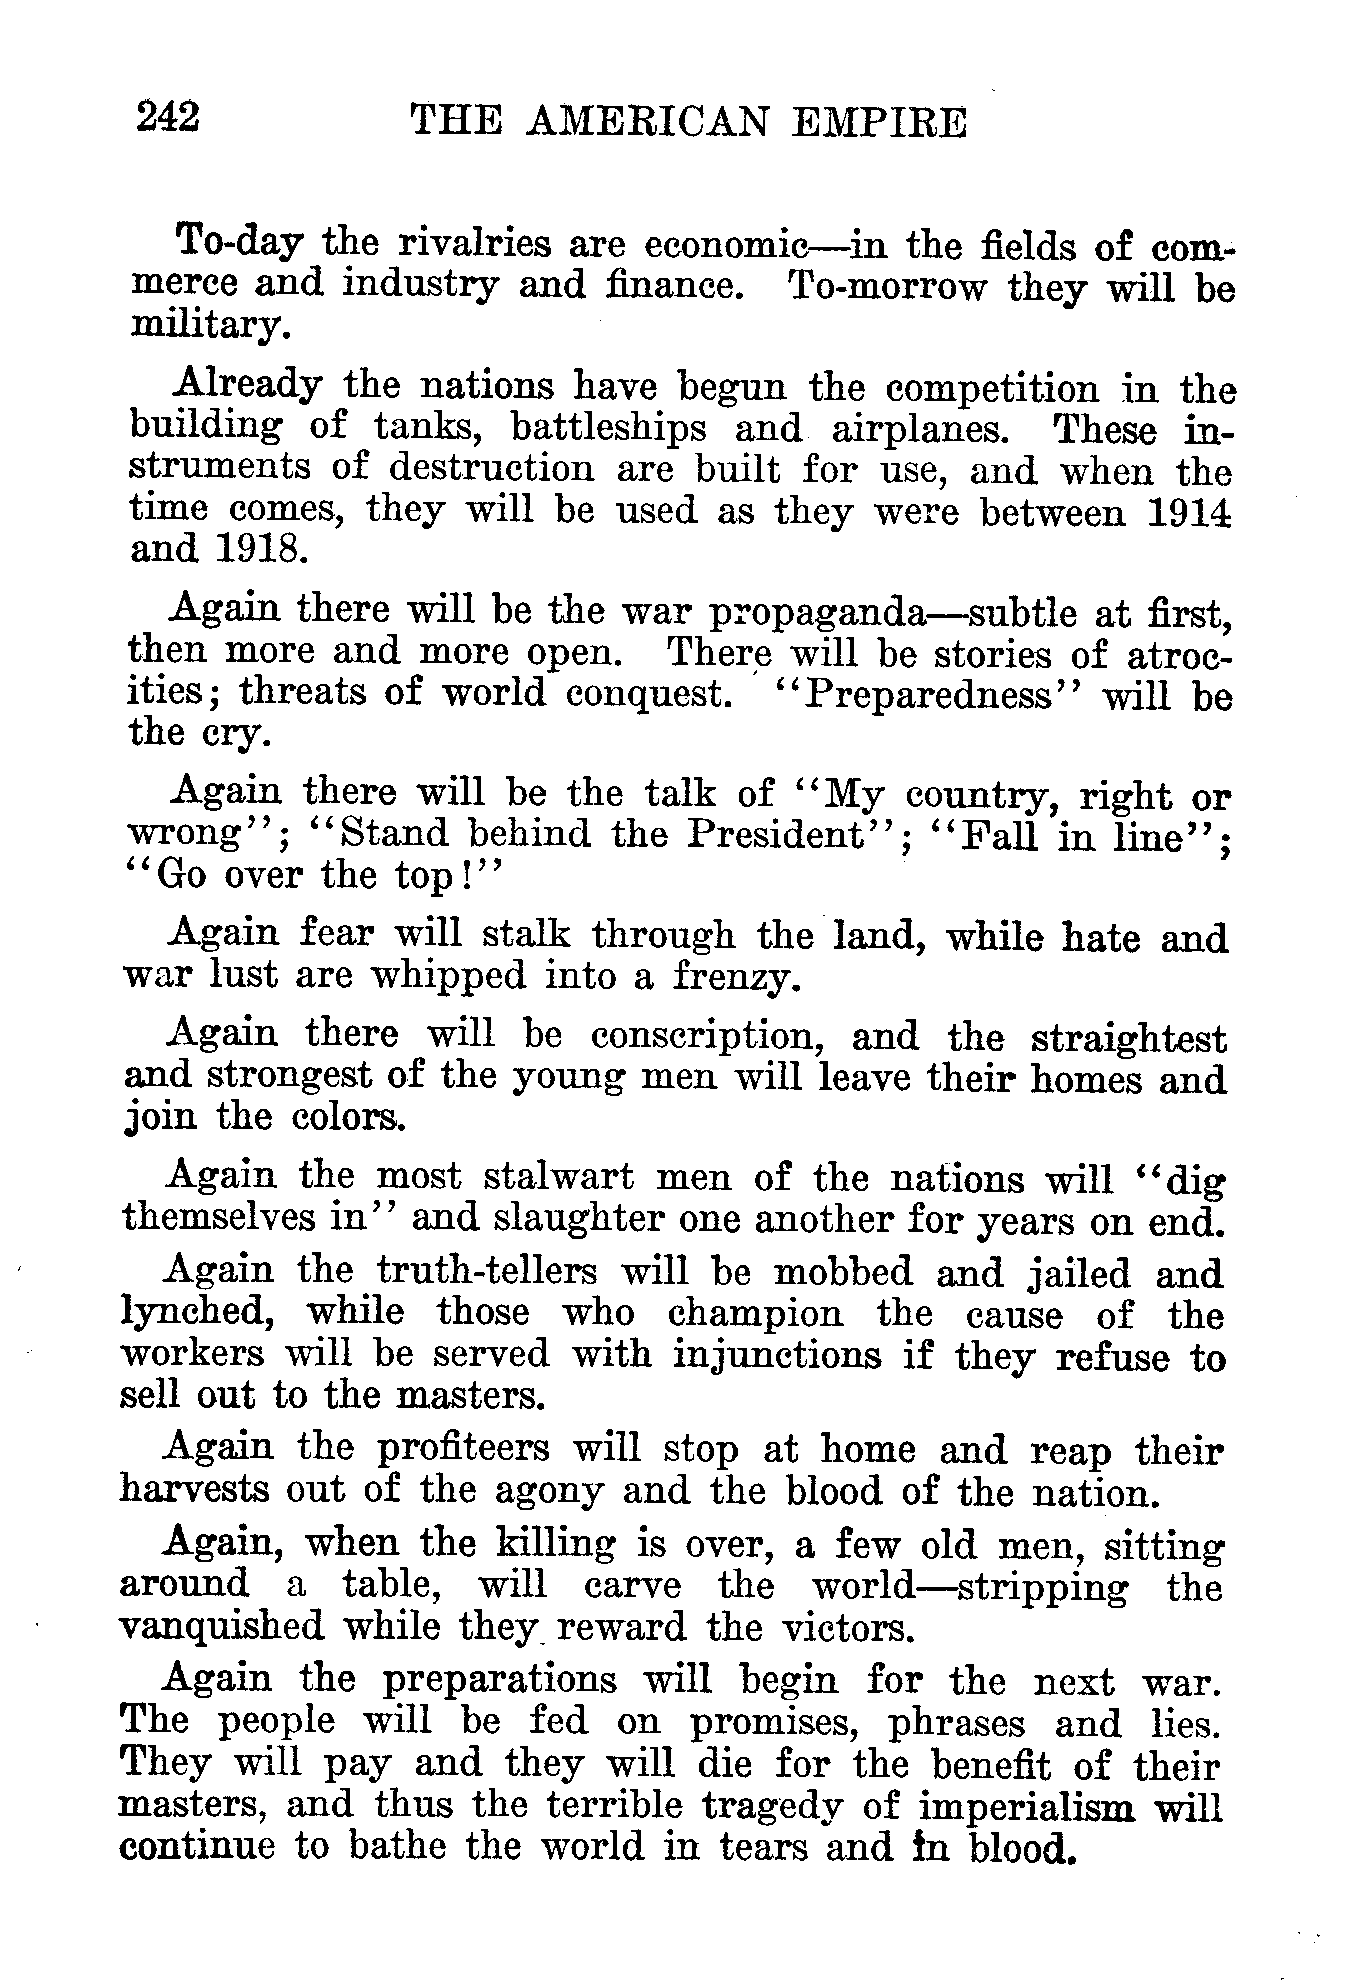 242 THE AMERICAN EMPIRE
To-day the rivalries are economic—in the fields of com-
merce and industry and finance. To-morrow they will be
military.
Already the nations have begun the competition in the
building of tanks, battleships and airplanes. These in-
struments of destruction are built for use, and when the
time comes, they will be used as they were between 1914
and 1918.
Again there will be the war propaganda—subtle at first,
then more and more open. There will be stories of atroc-
ities; threats of world conquest. "Preparedness" will be
the cry.
Again there will be the talk of "My country, right or
wrong"; "Stand behind the President"; "Fall in line";
"Go over the top!"
Again fear will stalk through the land, while hate and
war lust are whipped into a frenzy.
Again there will be conscription, and the straightest
and strongest of the young men will leave their homes and
join the colors.
Again the most stalwart men of the nations will "dig
themselves in" and slaughter one another for years on end.
Again the truth-tellers will be mobbed and jailed and
lynched, while those who champion the cause of the
workers will be served with injunctions if they refuse to
sell out to the masters.
Again the profiteers will stop at home and reap their
harvests out of the agony and the blood of the nation.
Again, when the killing is over, a few old men, sitting
around a table, will carve the world—stripping the
vanquished while they reward the victors.
Again the preparations will begin for the next war.
The people will be fed on promises, phrases and lies.
They will pay and they will die for the benefit of their
masters, and thus the terrible tragedy of imperialism will
continue to bathe the world in tears and in blood.